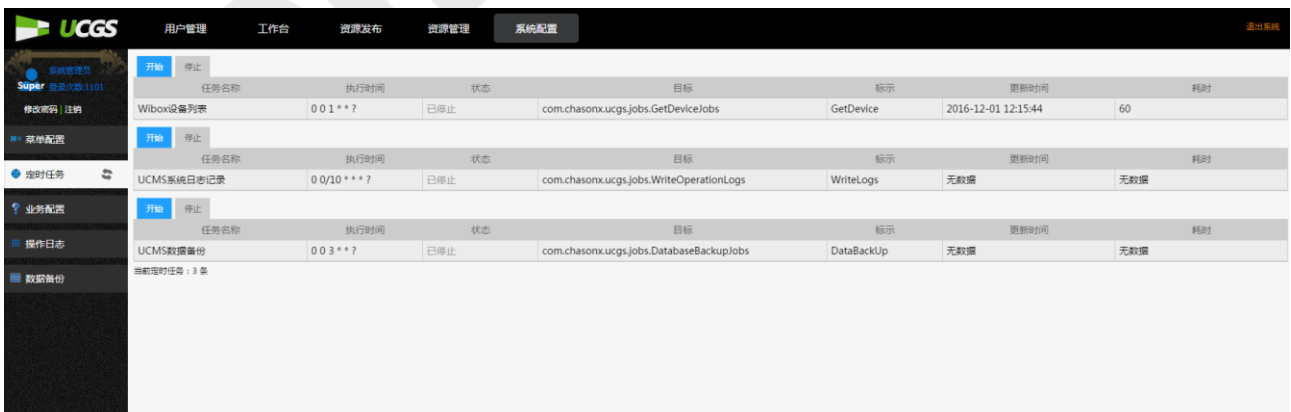 UCGS 用户管理 工作台 资源发布 资源管理 系统配置 退出系统
系统管理员
Super 登录次数:1101
修改密码 | 注销
菜单配置
定时任务
业务配置
操作日志
数据备份
开始 停止
任务名称 执行时间 状态 目标 标示 更新时间 耗时
Wibox设备列表 0 0 1 * * ? 已停止 com.chasonx.ucgs.jobs.GetDeviceJobs GetDevice 2016-12-01 12:15:44 60
开始 停止
任务名称 执行时间 状态 目标 标示 更新时间 耗时
UCMS系统日志记录 0 0/10 * * * ? 已停止 com.chasonx.ucgs.jobs.WriteOperationLogs WriteLogs 无数据 无数据
开始 停止
任务名称 执行时间 状态 目标 标示 更新时间 耗时
UCMS数据备份 0 0 3 * * ? 已停止 com.chasonx.ucgs.jobs.DatabaseBackupJobs DataBackUp 无数据 无数据
当前定时任务：3 条